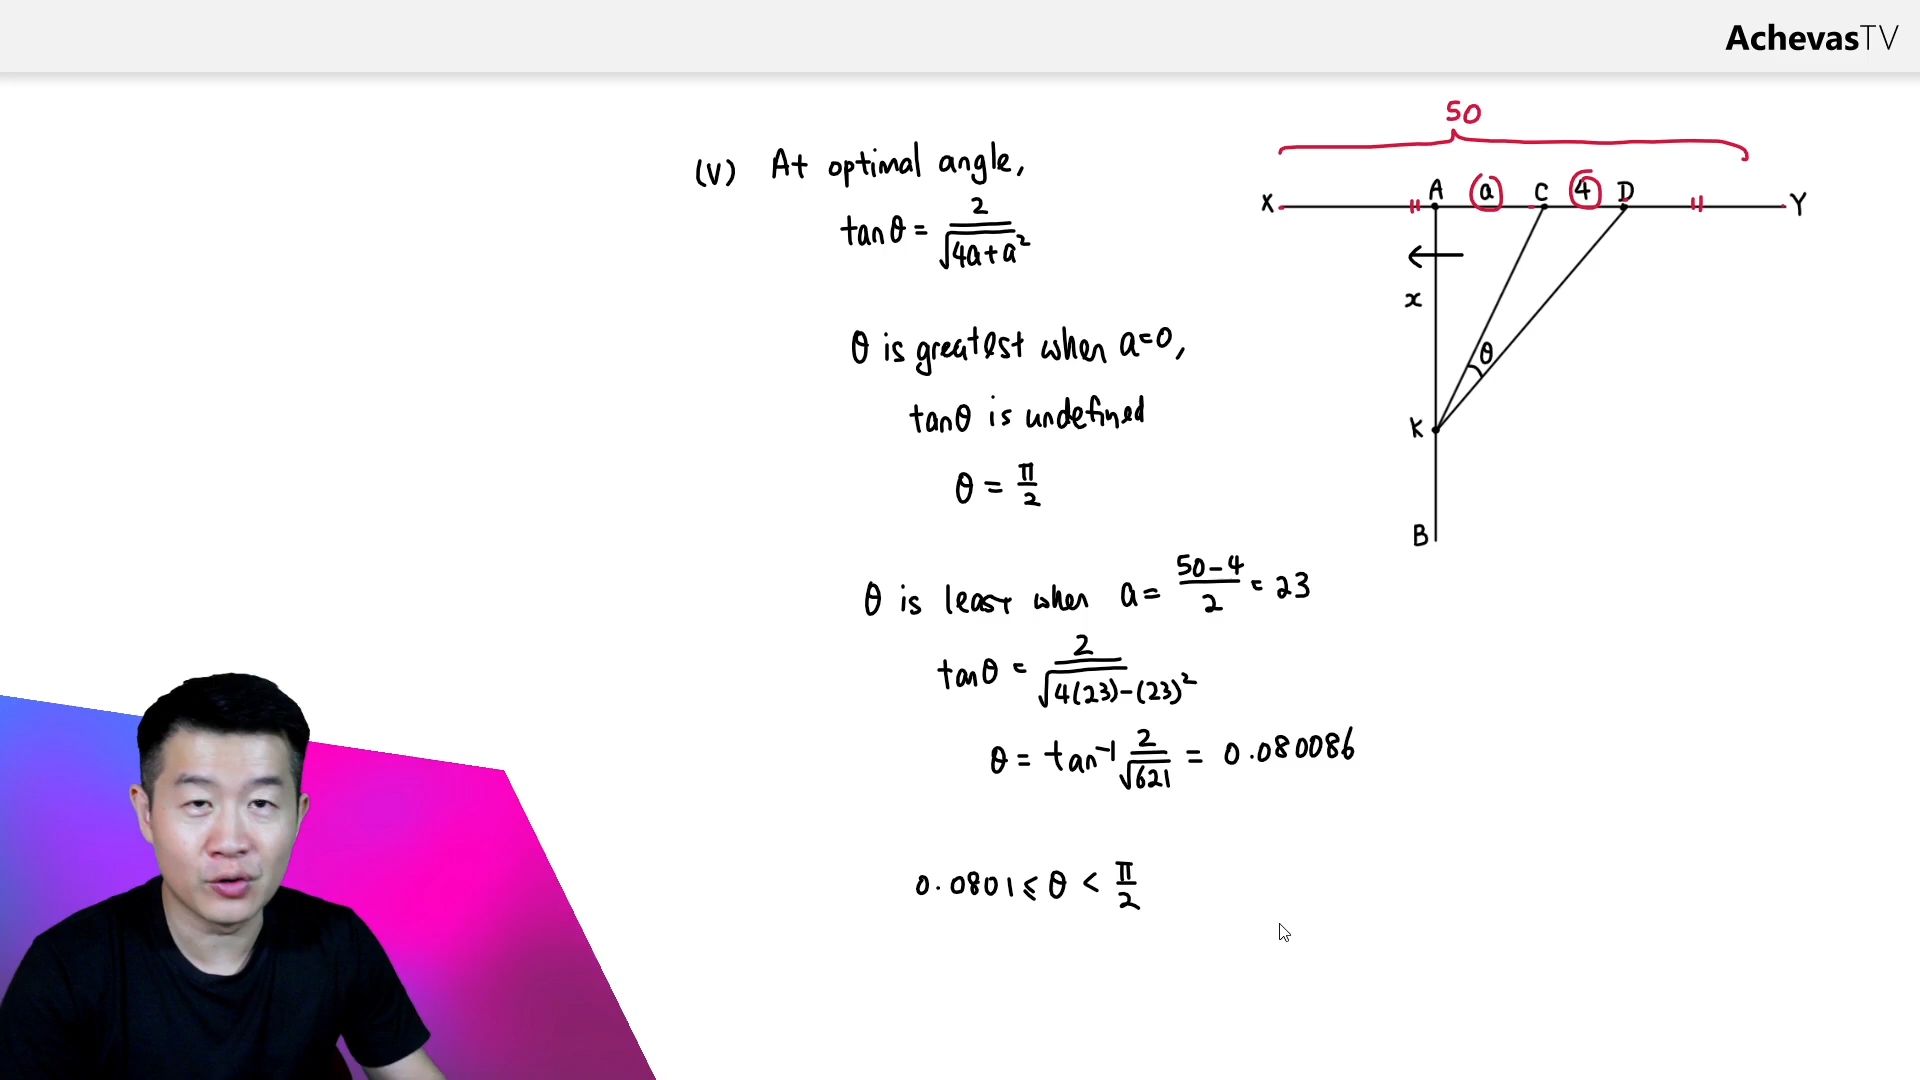 AchevasTV
50
(V) At optimal angle,
tanθ = 2/√(4a+a²)
X A a C 4 D Y
x
θ
K
B
θ is greatest when a=0,
tanθ is undefined
θ = π/2
θ is least when a = (50-4)/2 = 23
tanθ = 2/√(4(23)-(23)²)
θ = tan⁻¹ 2/√621 = 0.080086
0.0801 ≤ θ < π/2